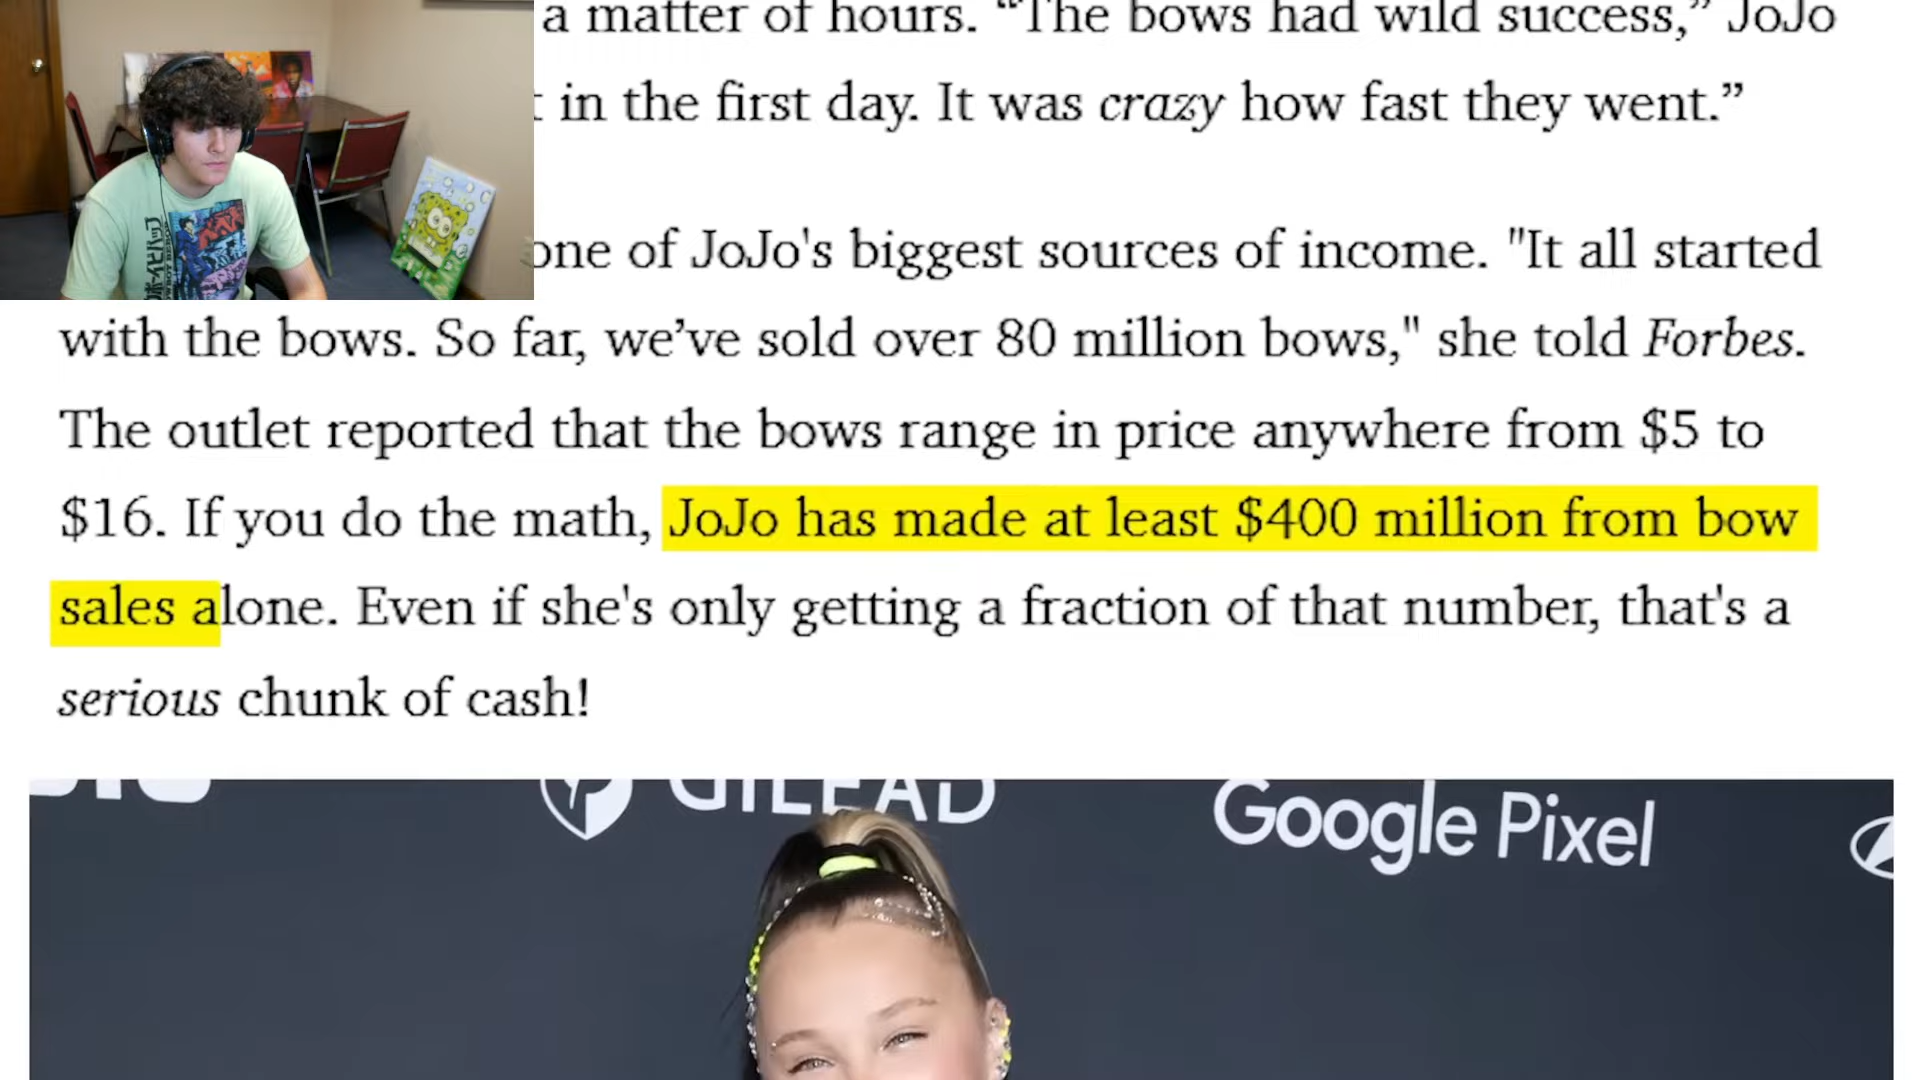 a matter of hours. “The bows had wild success,” JoJo
in the first day. It was crazy how fast they went.”
one of JoJo's biggest sources of income. "It all started
with the bows. So far, we’ve sold over 80 million bows," she told Forbes.
The outlet reported that the bows range in price anywhere from $5 to
$16. If you do the math, JoJo has made at least $400 million from bow
sales alone. Even if she's only getting a fraction of that number, that's a
serious chunk of cash!
GILEAD
Google Pixel